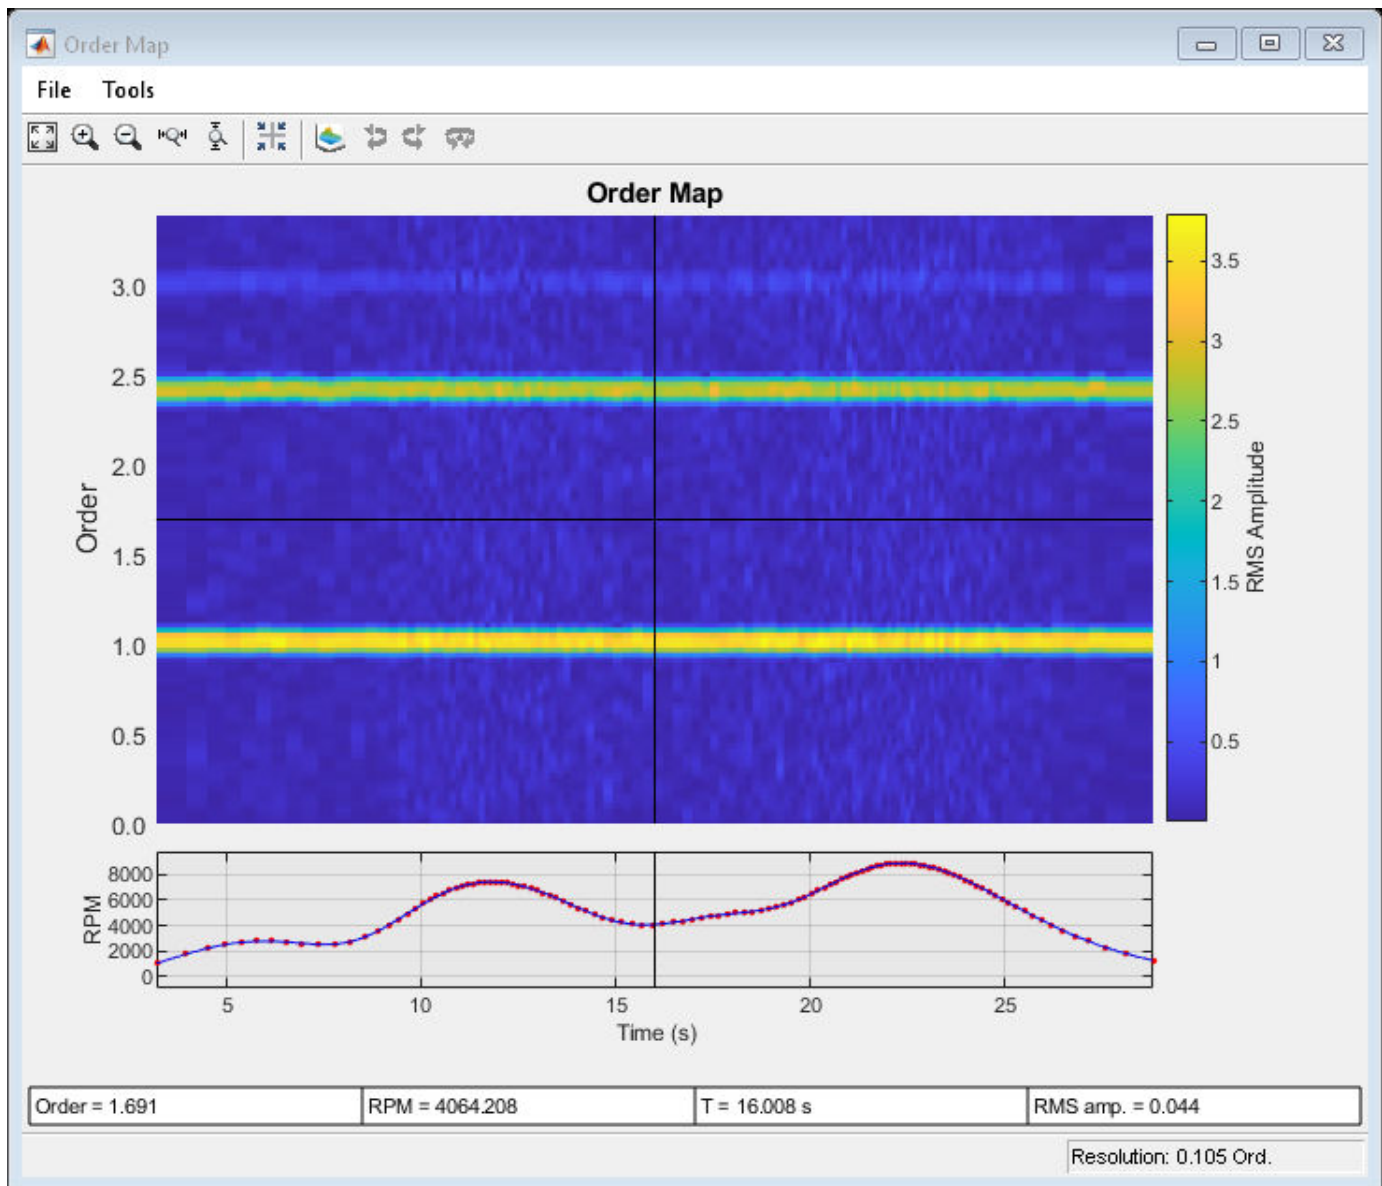 Order Map
File Tools
Order Map
3.0
2.5
2.0
1.5
1.0
0.5
0.0
Order
3.5
3
2.5
2
1.5
1
0.5
RMS Amplitude
8000
6000
4000
2000
0
RPM
5 10 15 20 25
Time (s)
Order = 1.691 RPM = 4064.208 T = 16.008 s RMS amp. = 0.044
Resolution: 0.105 Ord.